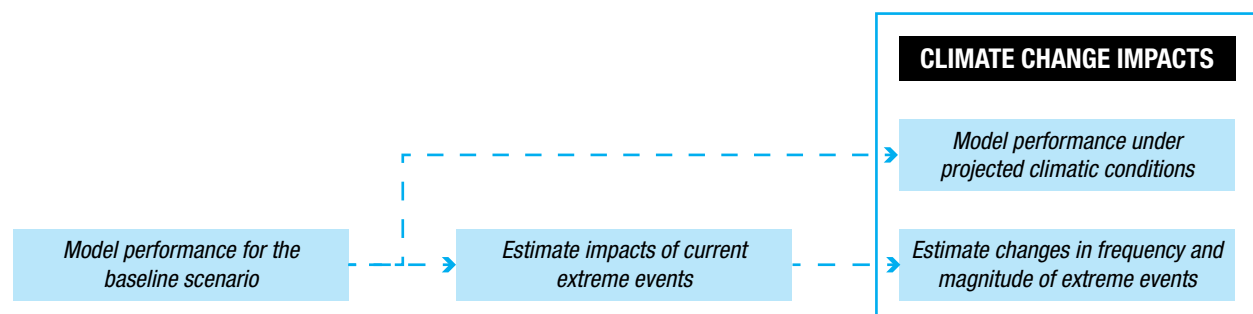 CLIMATE CHANGE IMPACTS
Model performance under
projected climatic conditions
Model performance for the
baseline scenario
Estimate impacts of current
extreme events
Estimate changes in frequency and
magnitude of extreme events